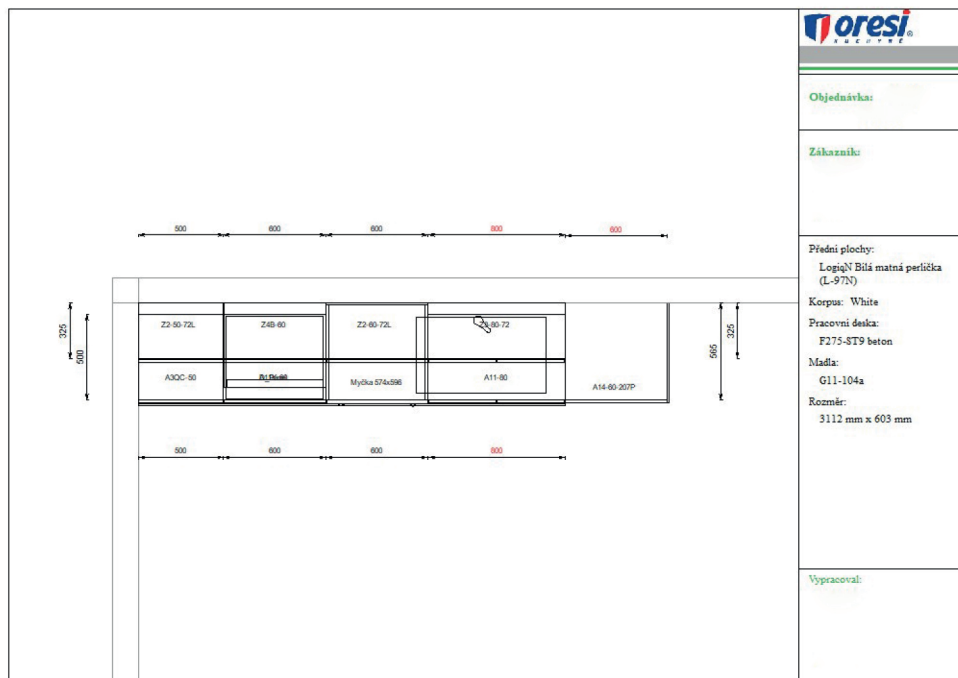 oresi®
KUCHYNĚ
Objednávka:
Zákazník:
Přední plochy:
LogiqN Bílá matná perlička
(L-97N)
Korpus: White
Pracovní deska:
F275-ST9 beton
Madla:
G11-104a
Rozměr:
3112 mm x 603 mm
Vypracoval:
500 600 600 800 600
325 500
Z2-50-72L Z4B-60 Z2-60-72L
A3QC-50 Myčka 574x596 A11-80 A14-60-207P
565 325
500 600 600 800